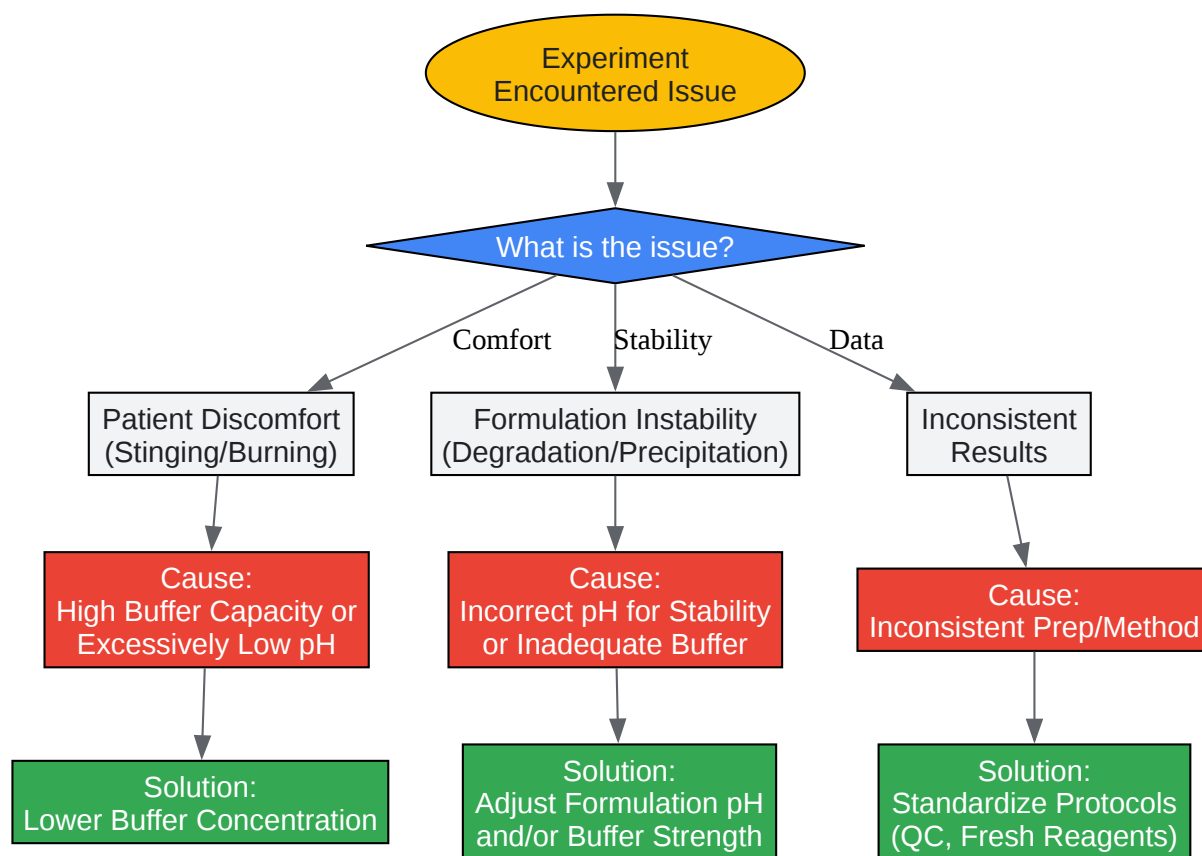 Experiment
Encountered Issue
What is the issue?
Comfort
Stability
Data
Patient Discomfort
(Stinging/Burning)
Formulation Instability
(Degradation/Precipitation)
Inconsistent
Results
Cause:
High Buffer Capacity or
Excessively Low pH
Cause:
Incorrect pH for Stability
or Inadequate Buffer
Cause:
Inconsistent Prep/Method
Solution:
Lower Buffer Concentration
Solution:
Adjust Formulation pH
and/or Buffer Strength
Solution:
Standardize Protocols
(QC, Fresh Reagents)